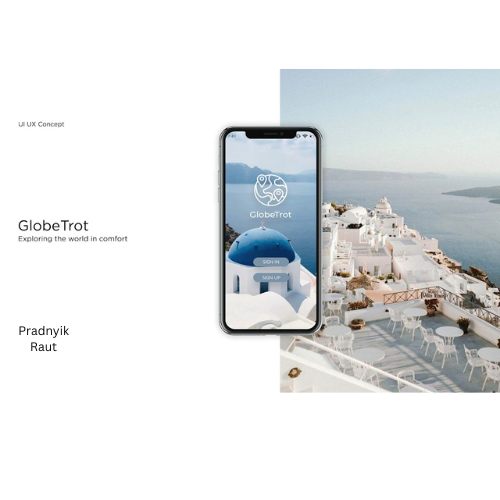 UI UX Concept
GlobeTrot
Exploring the world in comfort
Pradnyik
Raut
GlobeTrot
SIGN IN
SIGN UP